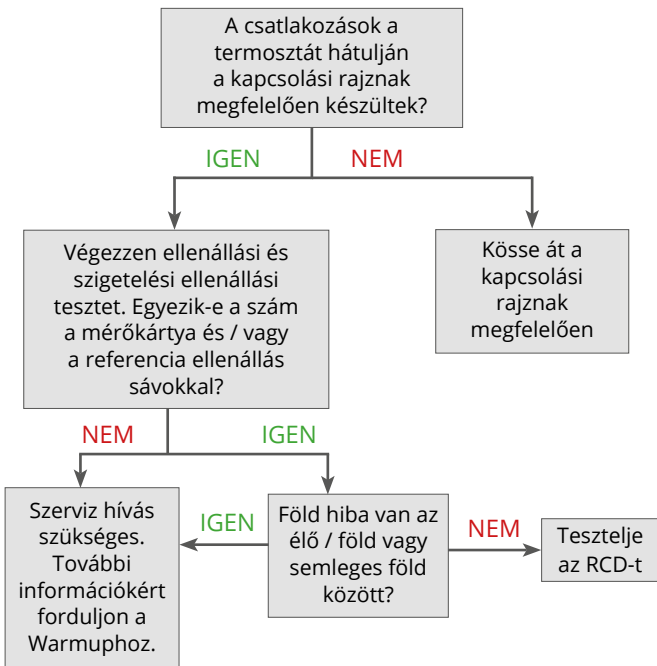 A csatlakozások a
termosztát hátulján
a kapcsolási rajznak
megfelelően készültek?
IGEN
NEM
Végezzen ellenállási és
szigetelési ellenállási
tesztet. Egyezik-e a szám
a mérőkártya és / vagy
a referencia ellenállás
sávokkal?
Kösse át a
kapcsolási
rajznak
megfelelően
NEM
IGEN
Szerviz hívás
szükséges.
További
információkért
forduljon a
Warmuphoz.
IGEN
Föld hiba van az
élő / föld vagy
semleges föld
között?
NEM
Tesztelje
az RCD-t